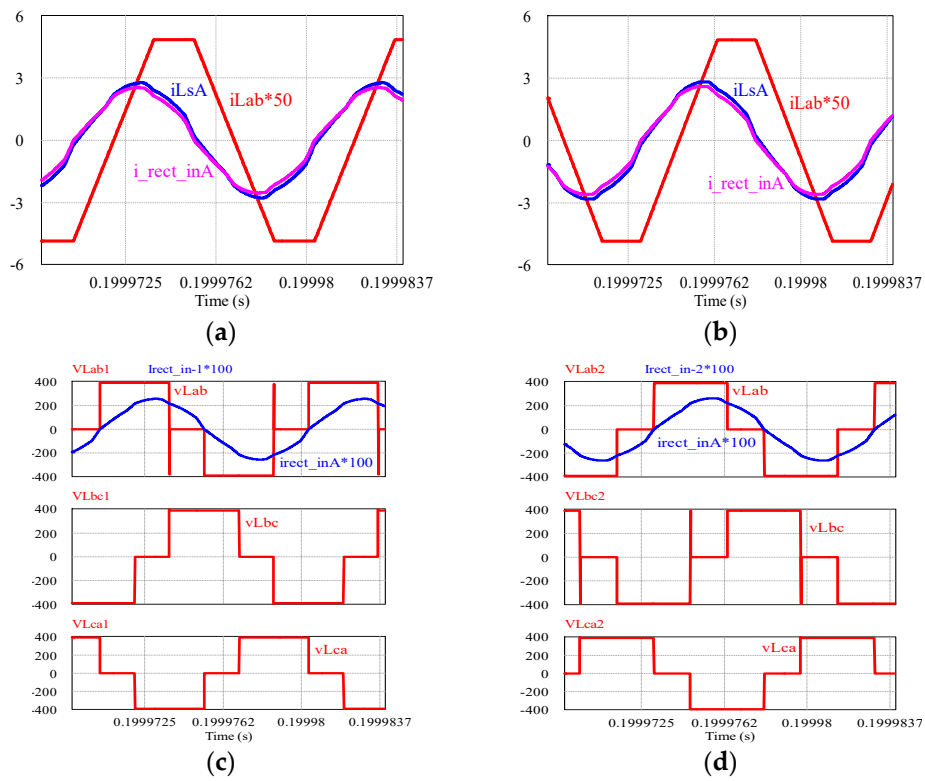 6
3
0
-3
-6
iLsA
iLab*50
i_rect_inA
0.1999725 0.1999762 0.19998 0.1999837
Time (s)
(a)
6
3
0
-3
-6
iLsA
iLab*50
i_rect_inA
0.1999725 0.1999762 0.19998 0.1999837
Time (s)
(b)
VLab1 Irect_in-1*100
400
200
0
-200
-400
vLab
irect_inA*100
VLbc1
400
200
0
-200
-400
vLbc
VLca1
400
200
0
-200
-400
vLca
0.1999725 0.1999762 0.19998 0.1999837
Time (s)
(c)
VLab2 Irect_in-2*100
400
200
0
-200
-400
vLab
irect_inA*100
VLbc2
400
200
0
-200
-400
vLbc
VLca2
400
200
0
-200
-400
vLca
0.1999725 0.1999762 0.19998 0.1999837
Time (s)
(d)